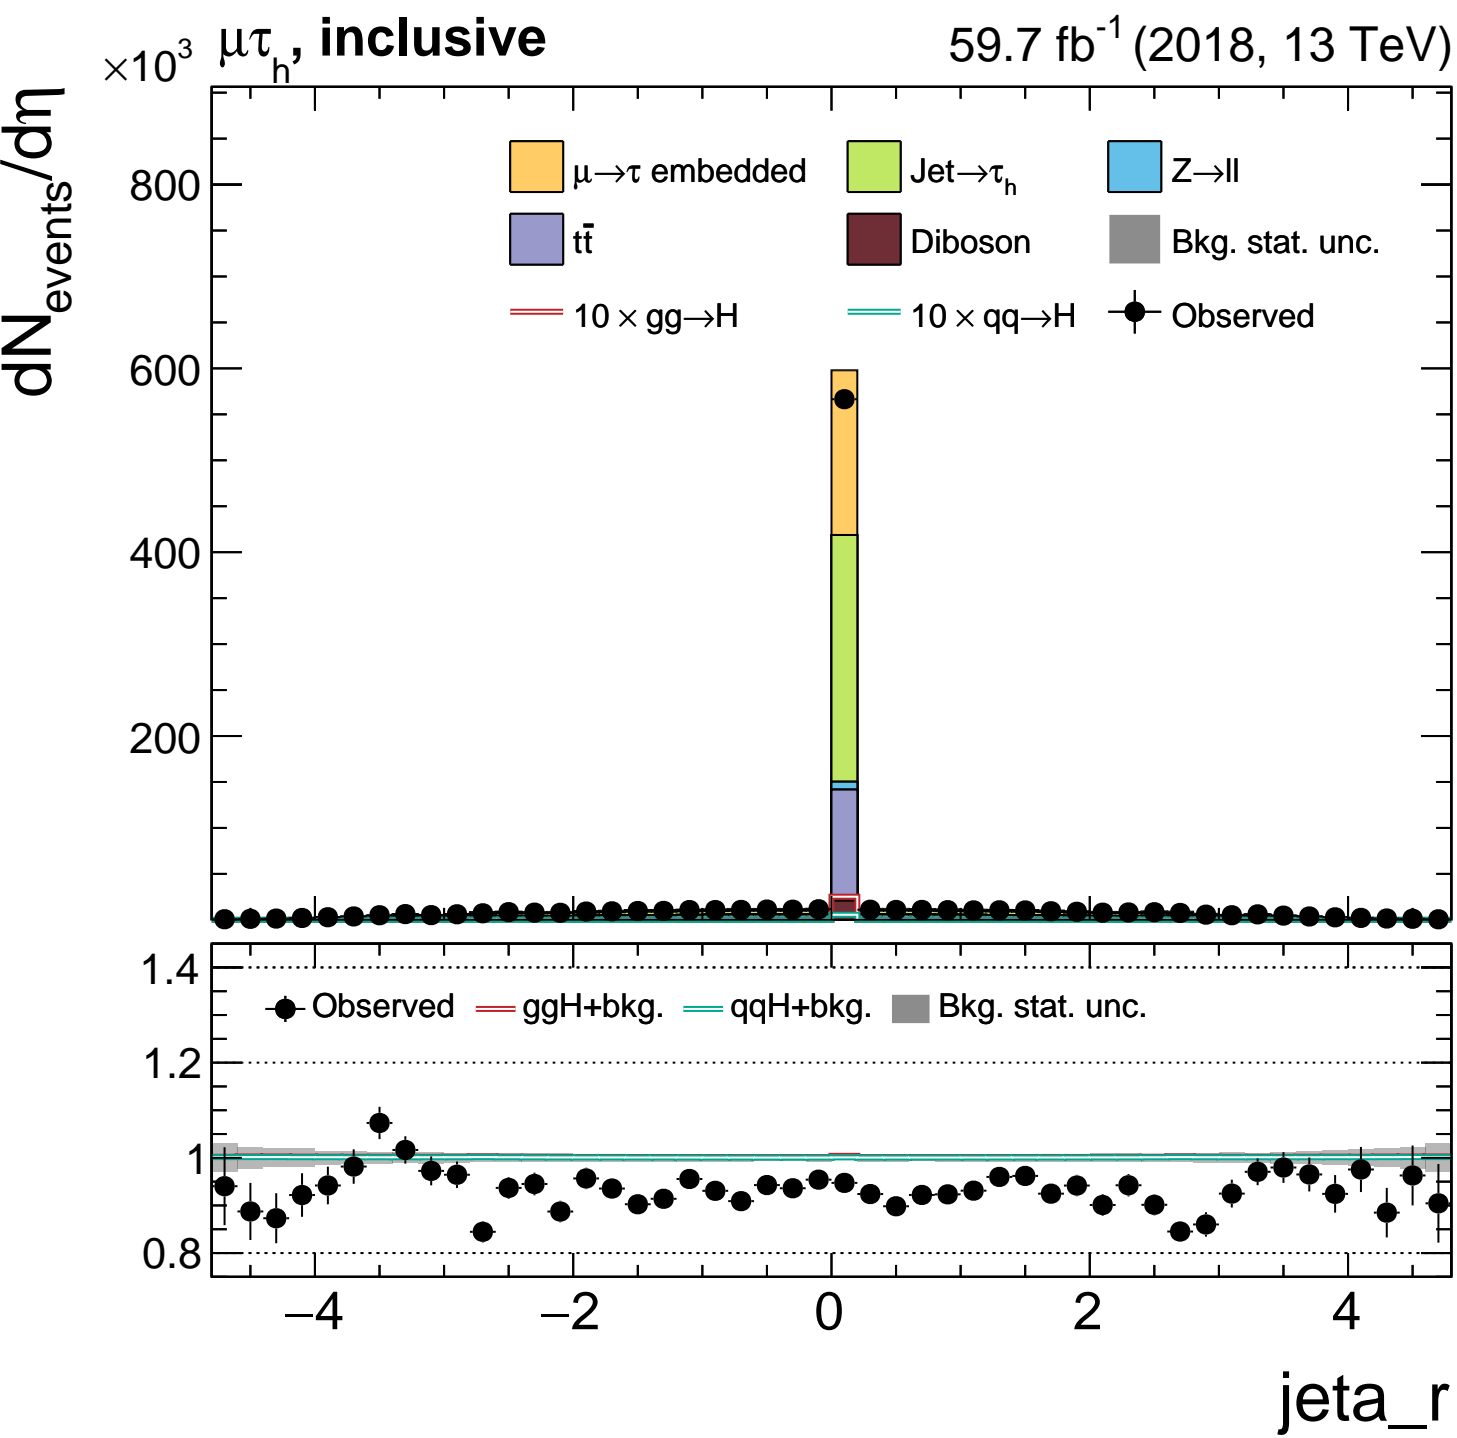 ×10³ μτₕ, inclusive 59.7 fb⁻¹ (2018, 13 TeV)
dN_events/dη
800
600
400
200
μ→τ embedded Jet→τₕ Z→ll
tt̄ Diboson Bkg. stat. unc.
10 × gg→H 10 × qq→H Observed
1.4
1.2
1
0.8
Observed ggH+bkg. qqH+bkg. Bkg. stat. unc.
−4 −2 0 2 4
jeta_r